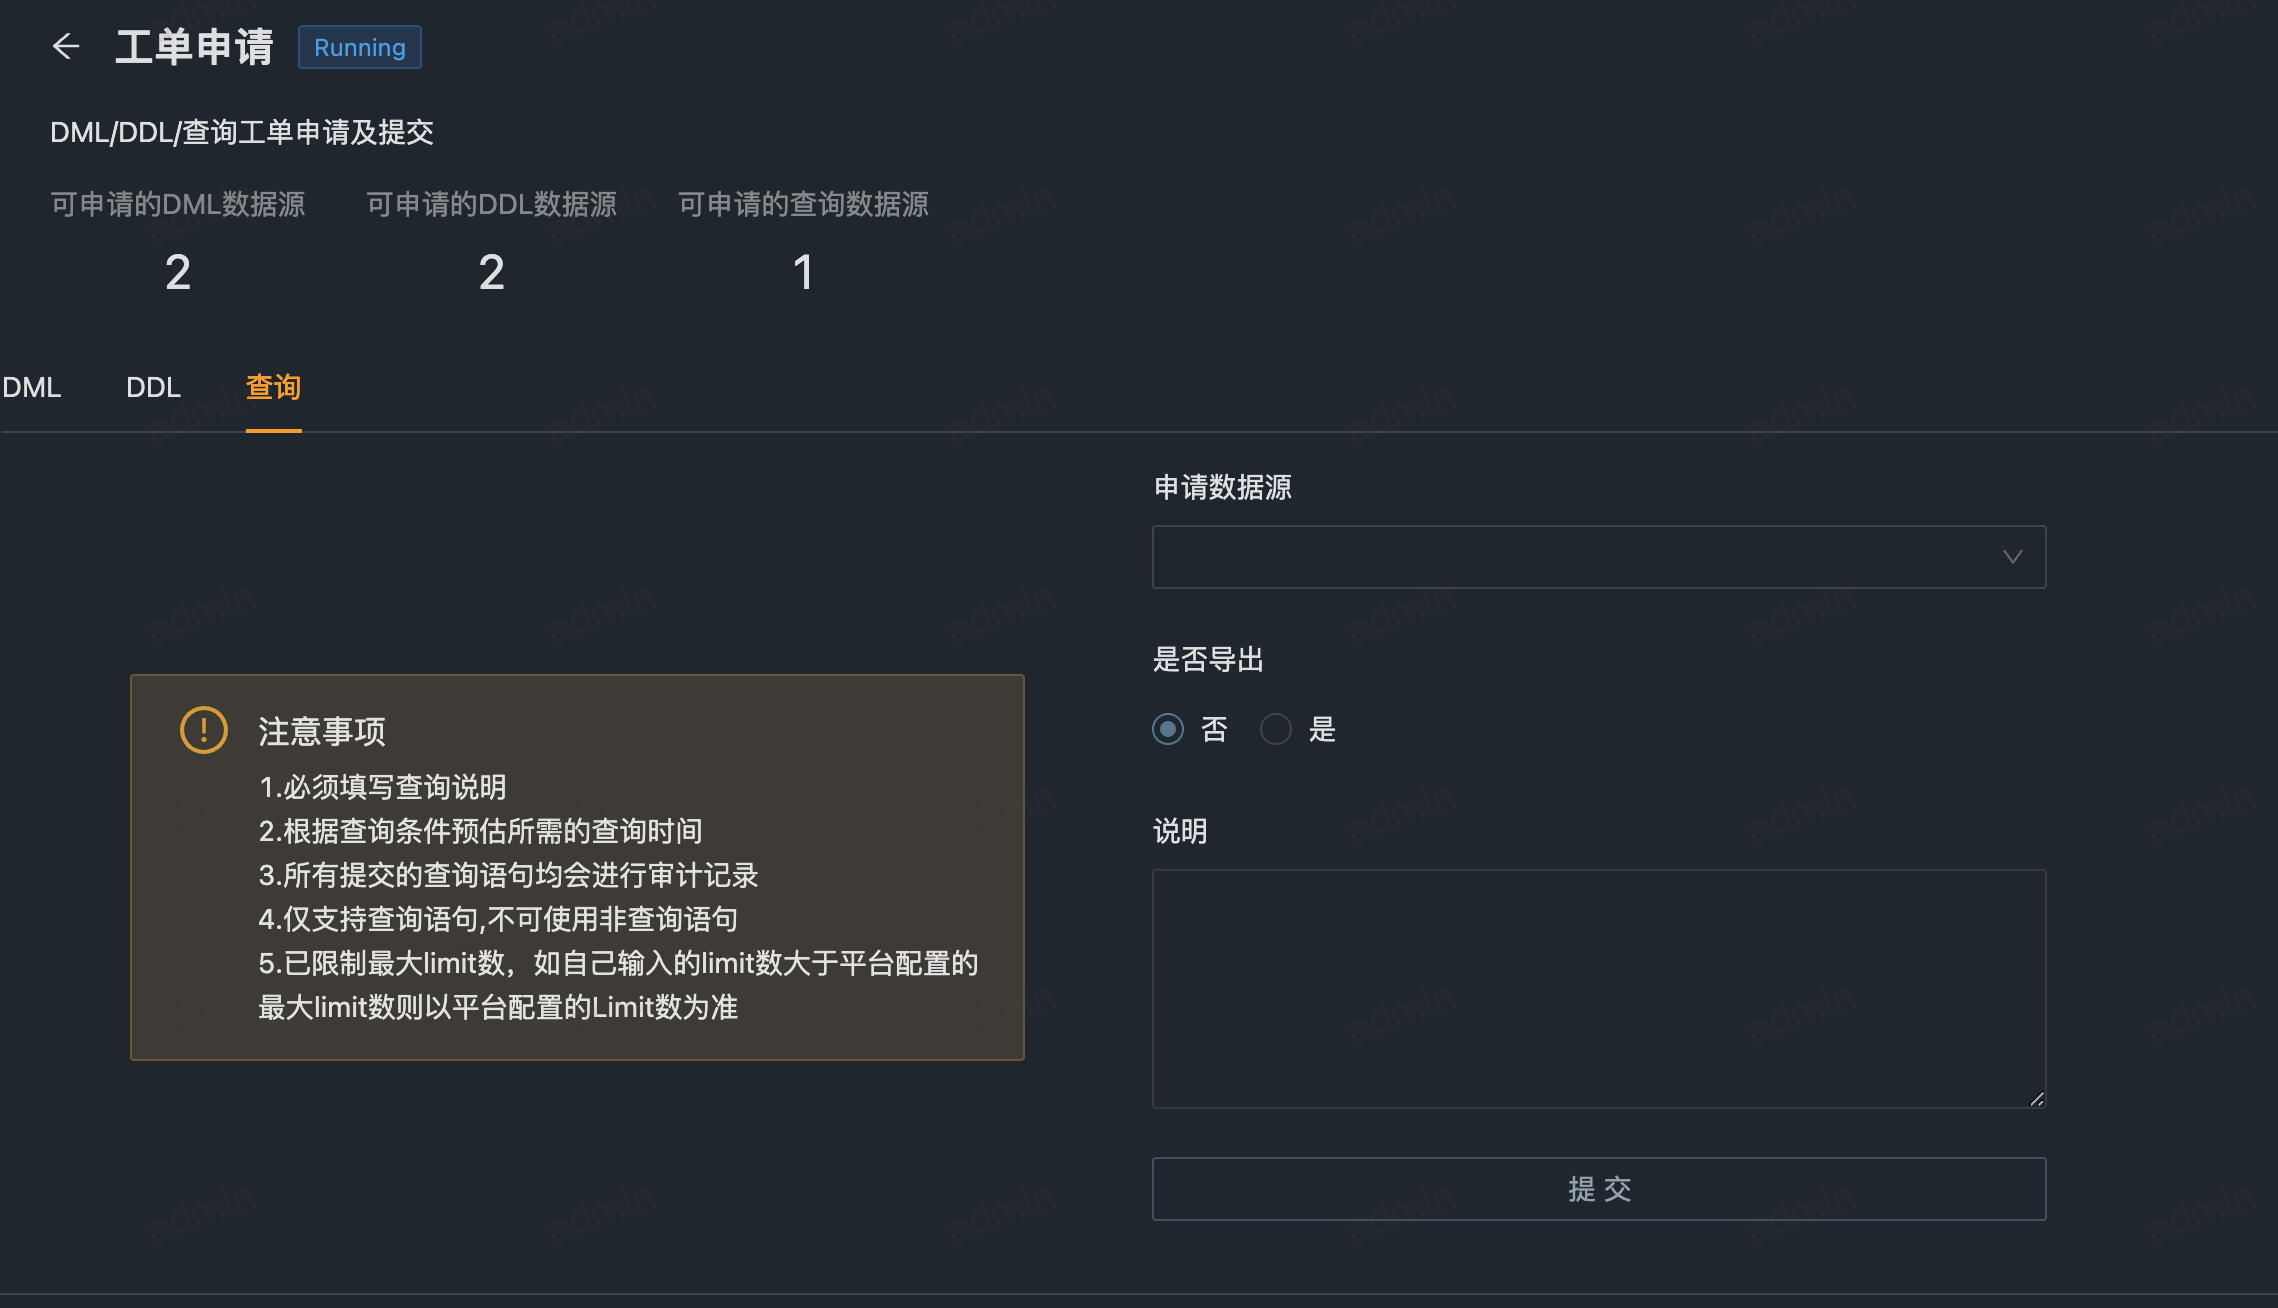 工单申请 Running
DML/DDL/查询工单申请及提交
可申请的DML数据源 可申请的DDL数据源 可申请的查询数据源
2 2 1
DML DDL 查询
申请数据源
是否导出
否 是
注意事项
1.必须填写查询说明
2.根据查询条件预估所需的查询时间
3.所有提交的查询语句均会进行审计记录
4.仅支持查询语句,不可使用非查询语句
5.已限制最大limit数，如自己输入的limit数大于平台配置的
最大limit数则以平台配置的Limit数为准
说明
提 交
admin